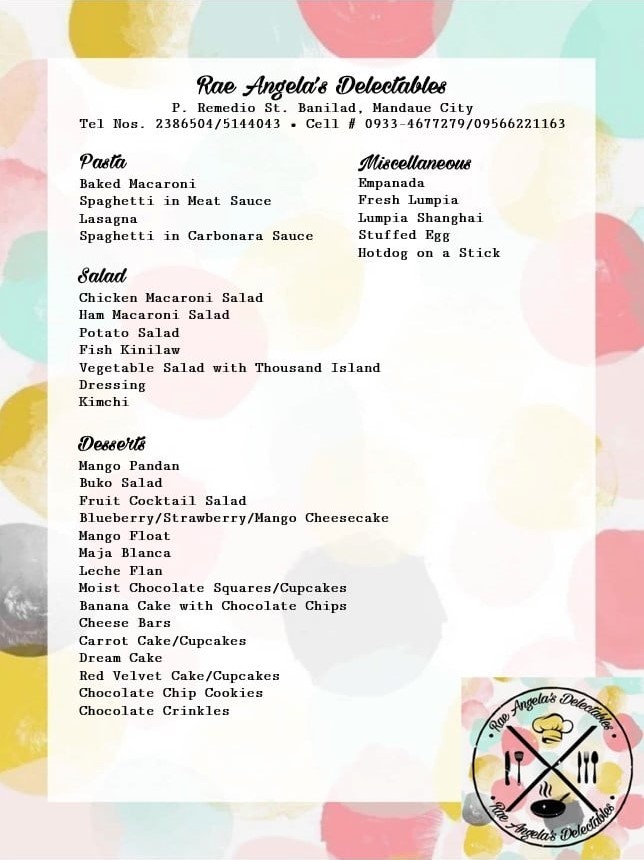 Rae Angela's Delectables
P. Remedio St. Banilad, Mandaue City
Tel Nos. 2386504/5144043 • Cell # 0933-4677279/09566221163
Pasta
Baked Macaroni
Spaghetti in Meat Sauce
Lasagna
Spaghetti in Carbonara Sauce
Miscellaneous
Empanada
Fresh Lumpia
Lumpia Shanghai
Stuffed Egg
Hotdog on a Stick
Salad
Chicken Macaroni Salad
Ham Macaroni Salad
Potato Salad
Fish Kinilaw
Vegetable Salad with Thousand Island
Dressing
Kimchi
Desserts
Mango Pandan
Buko Salad
Fruit Cocktail Salad
Blueberry/Strawberry/Mango Cheesecake
Mango Float
Maja Blanca
Leche Flan
Moist Chocolate Squares/Cupcakes
Banana Cake with Chocolate Chips
Cheese Bars
Carrot Cake/Cupcakes
Dream Cake
Red Velvet Cake/Cupcakes
Chocolate Chip Cookies
Chocolate Crinkles
• Rae Angela's Delectables •
• Rae Angela's Delectables •